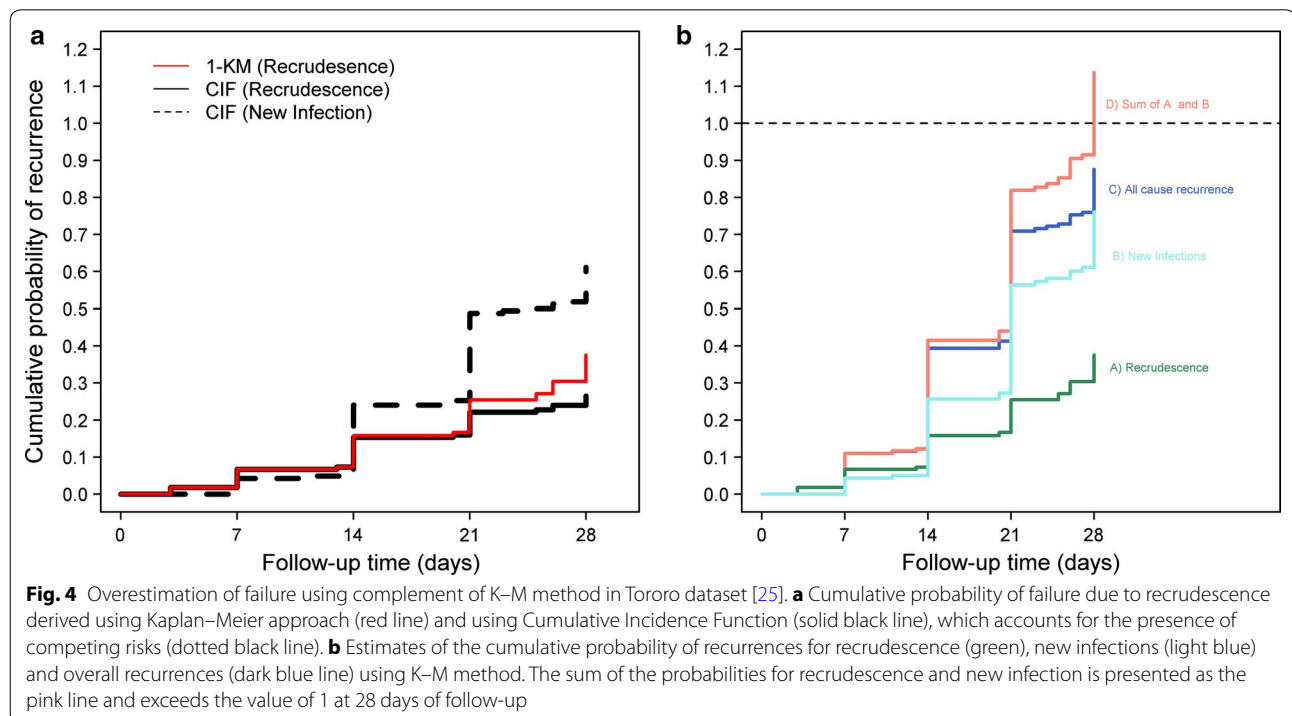 a
Cumulative probability of recurrence
1.2
1.1
1.0
0.9
0.8
0.7
0.6
0.5
0.4
0.3
0.2
0.1
0.0
1-KM (Recrudesence)
CIF (Recrudescence)
CIF (New Infection)
0 7 14 21 28
Follow-up time (days)
b
1.2
1.1
1.0
0.9
0.8
0.7
0.6
0.5
0.4
0.3
0.2
0.1
0.0
D) Sum of A and B
C) All cause recurrence
B) New Infections
A) Recrudescence
0 7 14 21 28
Follow-up time (days)
Fig. 4 Overestimation of failure using complement of K–M method in Tororo dataset [25]. a Cumulative probability of failure due to recrudescence
derived using Kaplan–Meier approach (red line) and using Cumulative Incidence Function (solid black line), which accounts for the presence of
competing risks (dotted black line). b Estimates of the cumulative probability of recurrences for recrudescence (green), new infections (light blue)
and overall recurrences (dark blue line) using K–M method. The sum of the probabilities for recrudescence and new infection is presented as the
pink line and exceeds the value of 1 at 28 days of follow-up